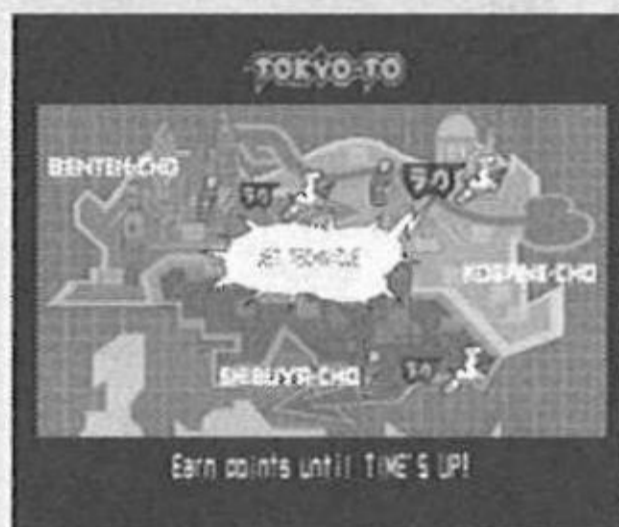 TOKYO-TO
BENTEN-CHO
JET TECHNIQUE
KOGANE-CHO
SHIBUYA-CHO
Earn points until TIME'S UP!